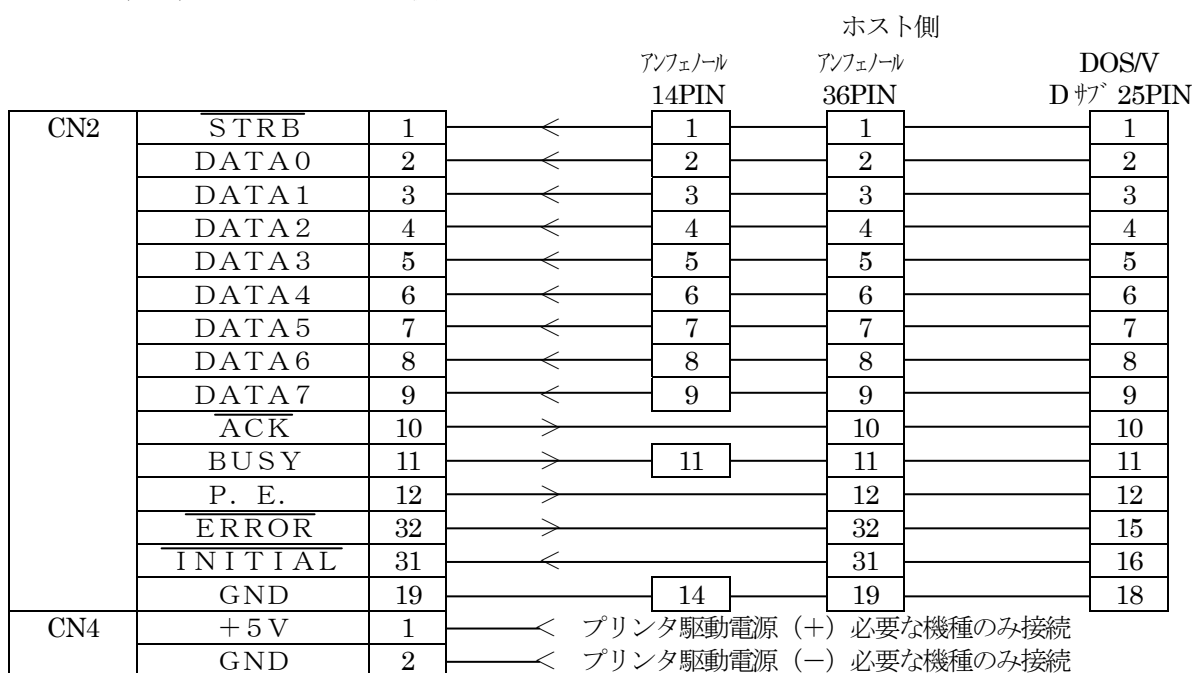 ホスト側
アンフェノール アンフェノール DOS/V
14PIN 36PIN Dサブ 25PIN
CN2 STRB 1 1 1 1
DATA0 2 2 2 2
DATA1 3 3 3 3
DATA2 4 4 4 4
DATA3 5 5 5 5
DATA4 6 6 6 6
DATA5 7 7 7 7
DATA6 8 8 8 8
DATA7 9 9 9 9
ACK 10 10 10
BUSY 11 11 11 11
P. E. 12 12 12
ERROR 32 32 15
INITIAL 31 31 16
GND 19 14 19 18
CN4 +5V 1 プリンタ駆動電源(+)必要な機種のみ接続
GND 2 プリンタ駆動電源(-)必要な機種のみ接続